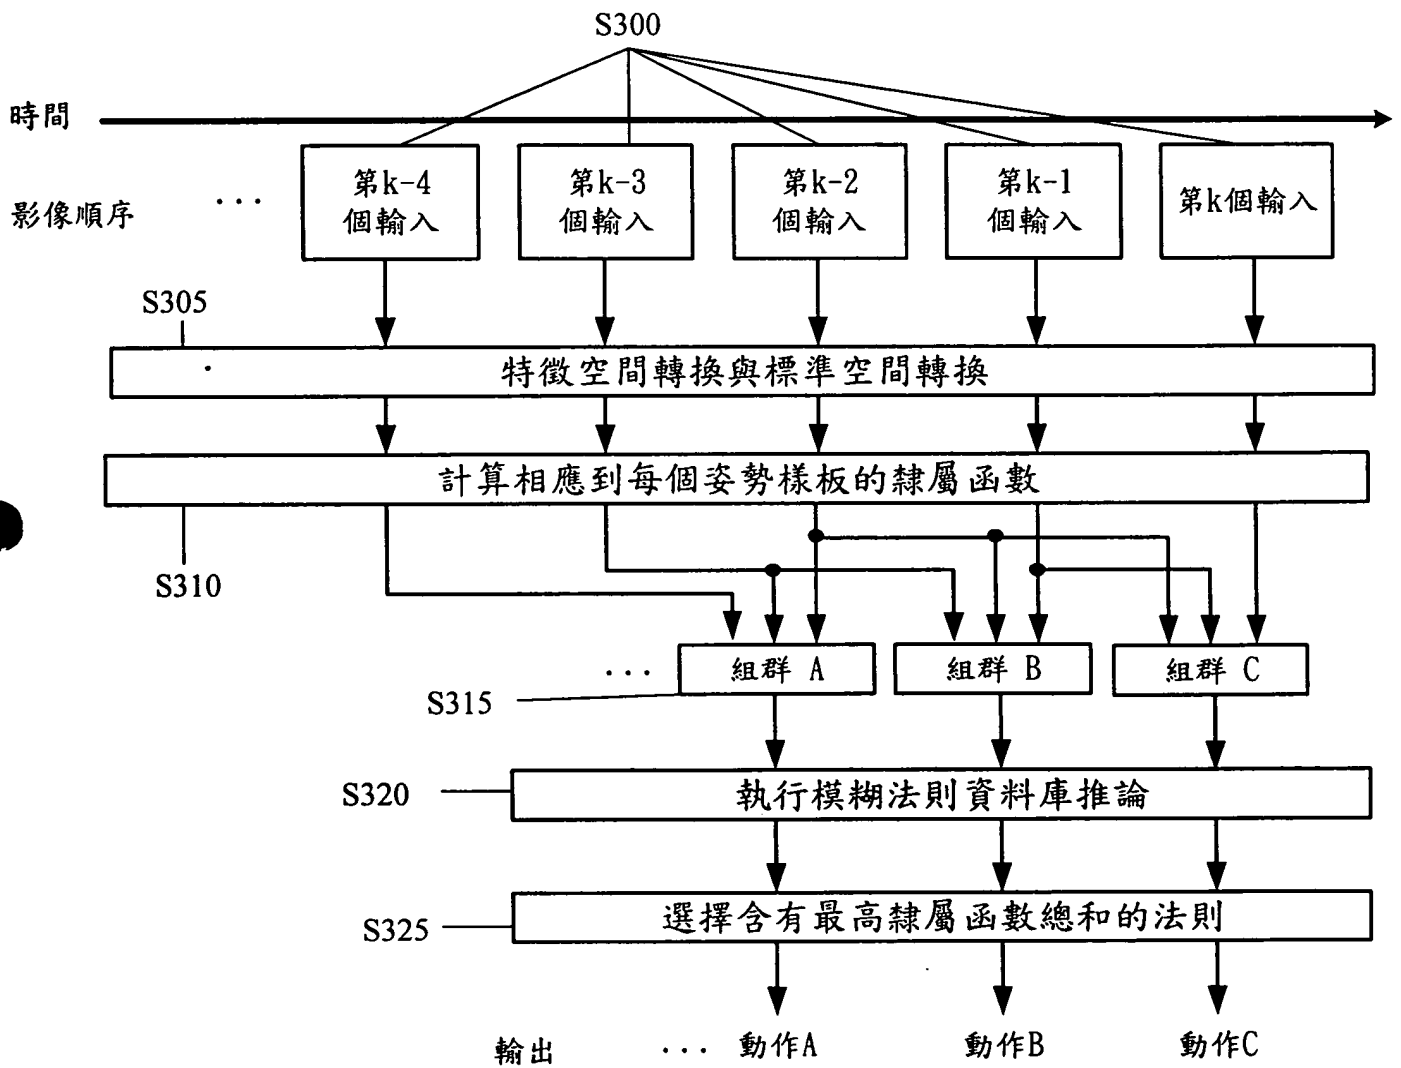 S300
時間
影像順序
...
第k-4
個輸入
第k-3
個輸入
第k-2
個輸入
第k-1
個輸入
第k個輸入
S305
特徵空間轉換與標準空間轉換
計算相應到每個姿勢樣板的隸屬函數
S310
...
組群 A
組群 B
組群 C
S315
S320
執行模糊法則資料庫推論
選擇含有最高隸屬函數總和的法則
S325
輸出
...
動作A
動作B
動作C